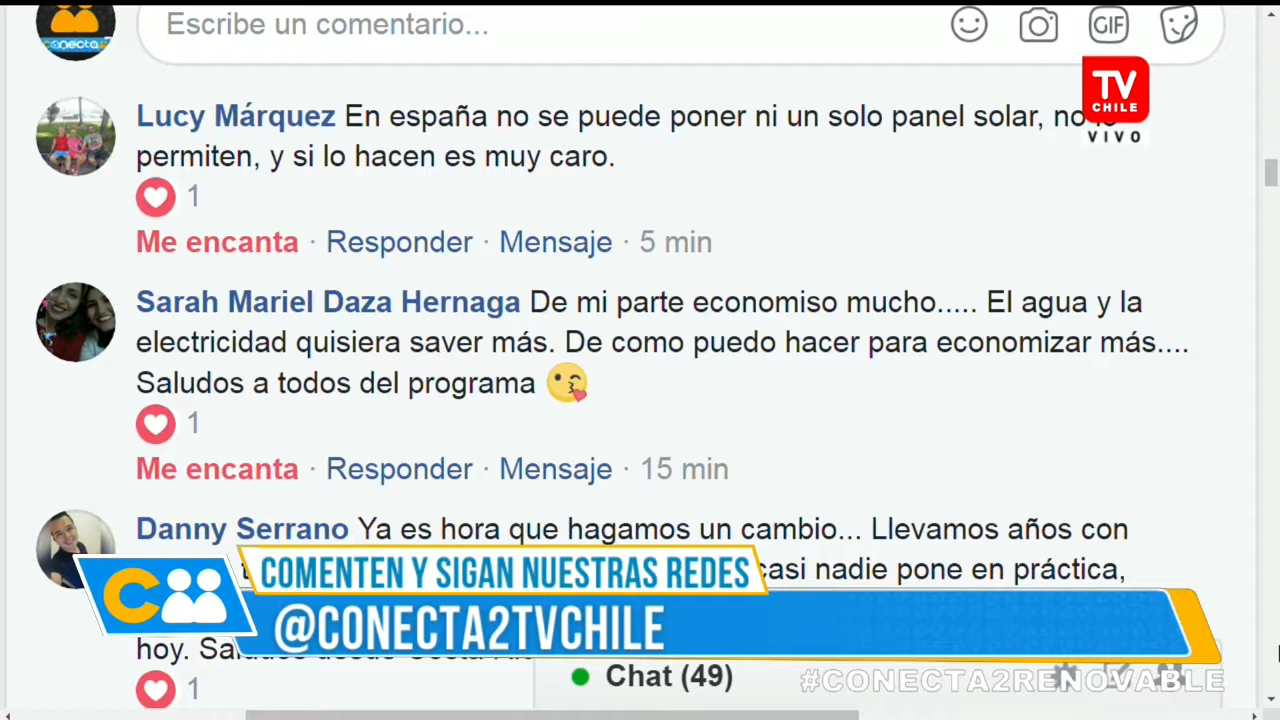 Escribe un comentario...
GIF
conecta
TV
CHILE
VIVO
Lucy Márquez En españa no se puede poner ni un solo panel solar, no
permiten, y si lo hacen es muy caro.
1
Me encanta · Responder · Mensaje · 5 min
Sarah Mariel Daza Hernaga De mi parte economiso mucho..... El agua y la
electricidad quisiera saver más. De como puedo hacer para economizar más....
Saludos a todos del programa
1
Me encanta · Responder · Mensaje · 15 min
Danny Serrano Ya es hora que hagamos un cambio... Llevamos años con
casi nadie pone en práctica,
COMENTEN Y SIGAN NUESTRAS REDES
@CONECTA2TVCHILE
hoy.
Chat (49)
#CONECTA2RENOVABLE
1